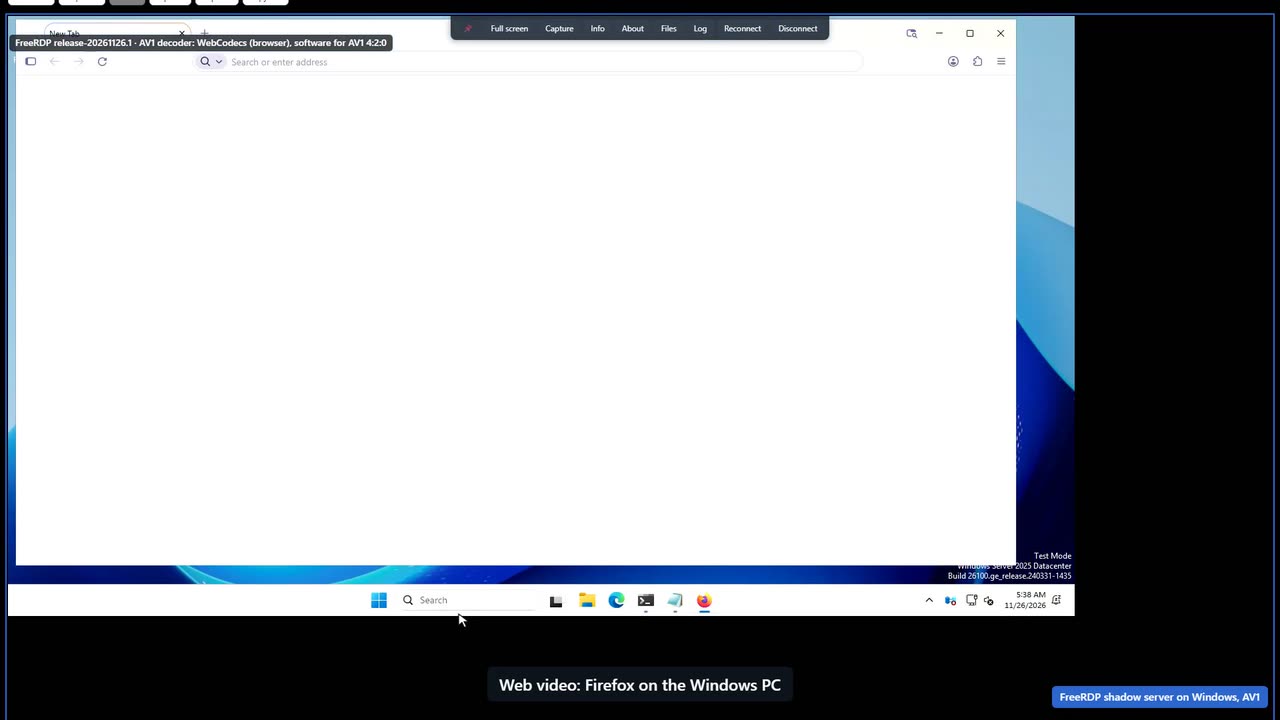 Full screen Capture Info About Files Log Reconnect Disconnect
New Tab
FreeRDP release-20261126.1 · AV1 decoder: WebCodecs (browser), software for AV1 4:2:0
Search or enter address
Test Mode
Windows Server 2025 Datacenter
Build 26100.ge_release.240331-1435
Search
5:38 AM
11/26/2026
Web video: Firefox on the Windows PC
FreeRDP shadow server on Windows, AV1